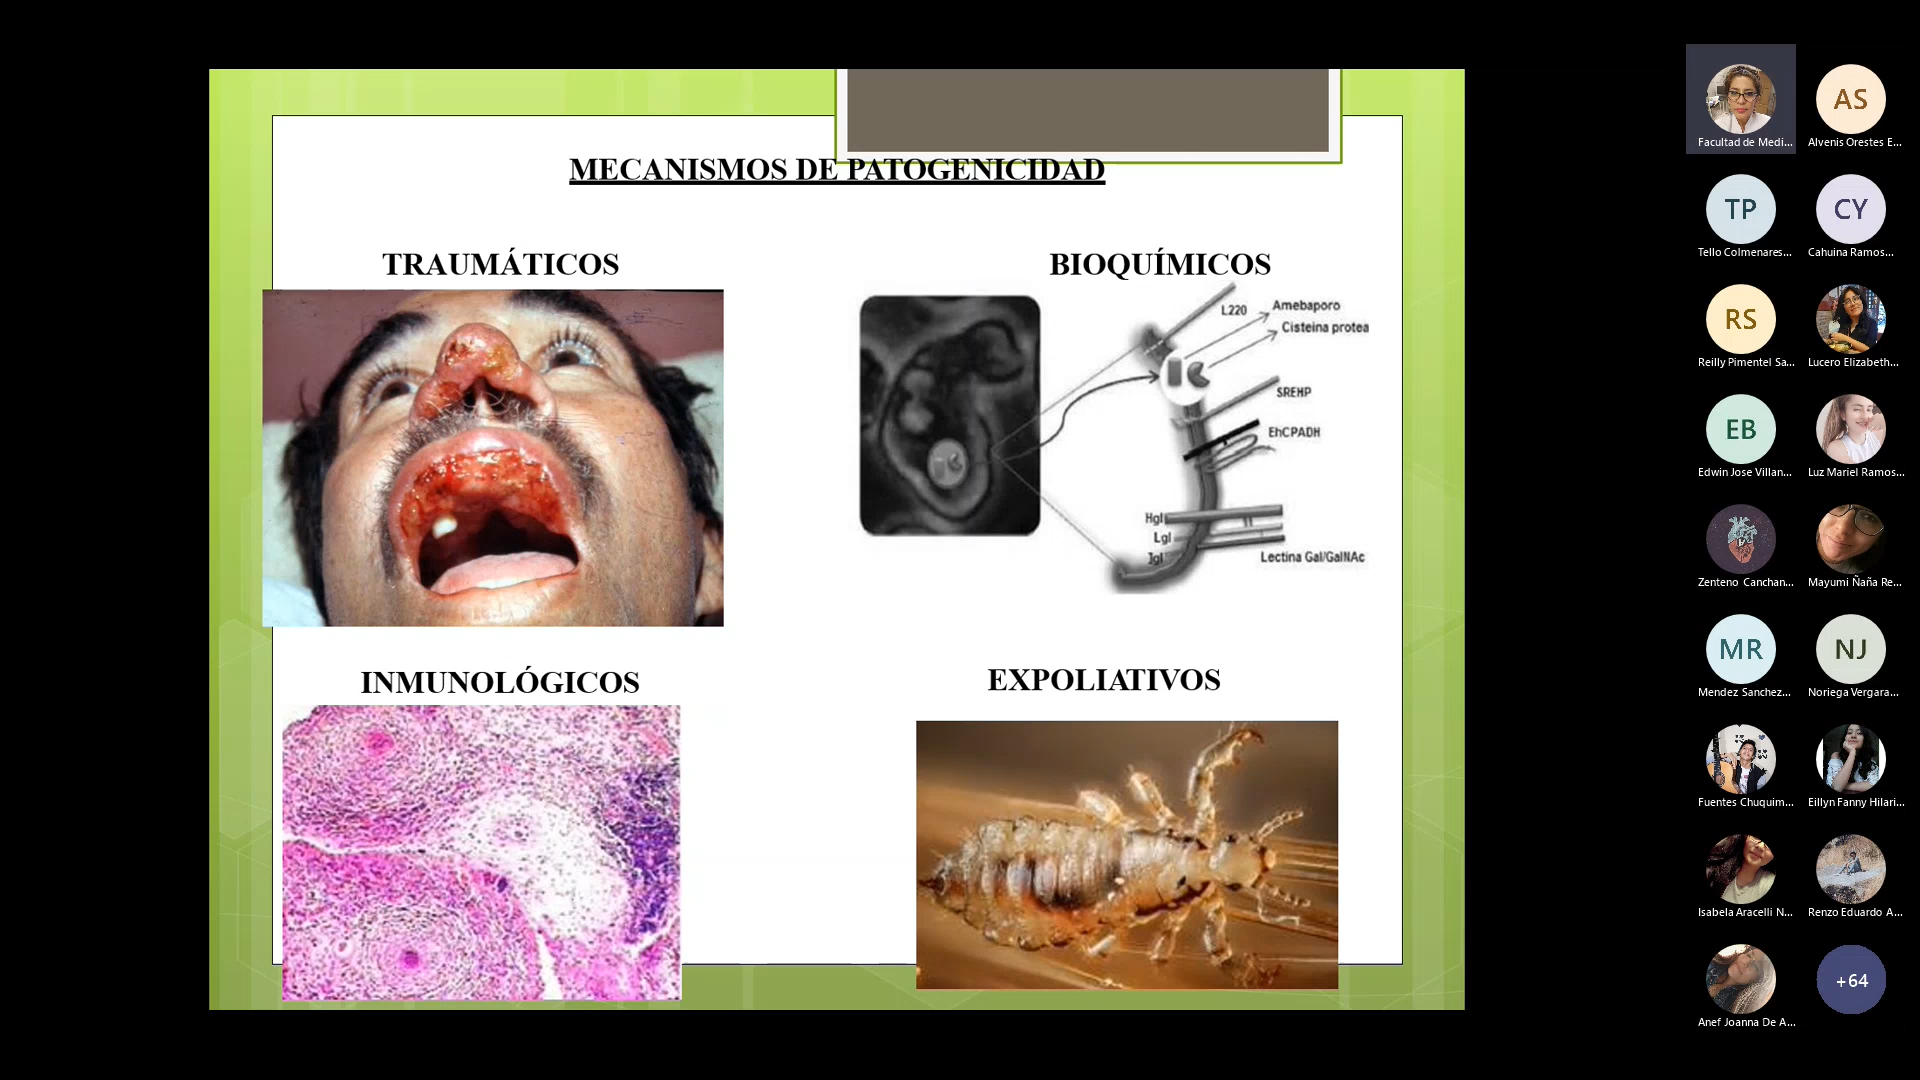 MECANISMOS DE PATOGENICIDAD
TRAUMÁTICOS
BIOQUÍMICOS
L220
Amebaporo
Cisteina protea
SREHP
EhCPADH
Hgl
Lgl
Igl
Lectina Gal/GalNAc
INMUNOLÓGICOS
EXPOLIATIVOS
Facultad de Medi...
AS
Alvenis Orestes E...
TP
Tello Colmenares...
CY
Cahuina Ramos...
RS
Reilly Pimentel Sa...
Lucero Elizabeth...
EB
Edwin Jose Villan...
Luz Mariel Ramos...
Zenteno Canchan...
Mayumi Ñaña Re...
MR
Mendez Sanchez...
NJ
Noriega Vergara...
Fuentes Chuquim...
Eillyn Fanny Hilari...
Isabela Aracelli N...
Renzo Eduardo A...
Anef Joanna De A...
+64